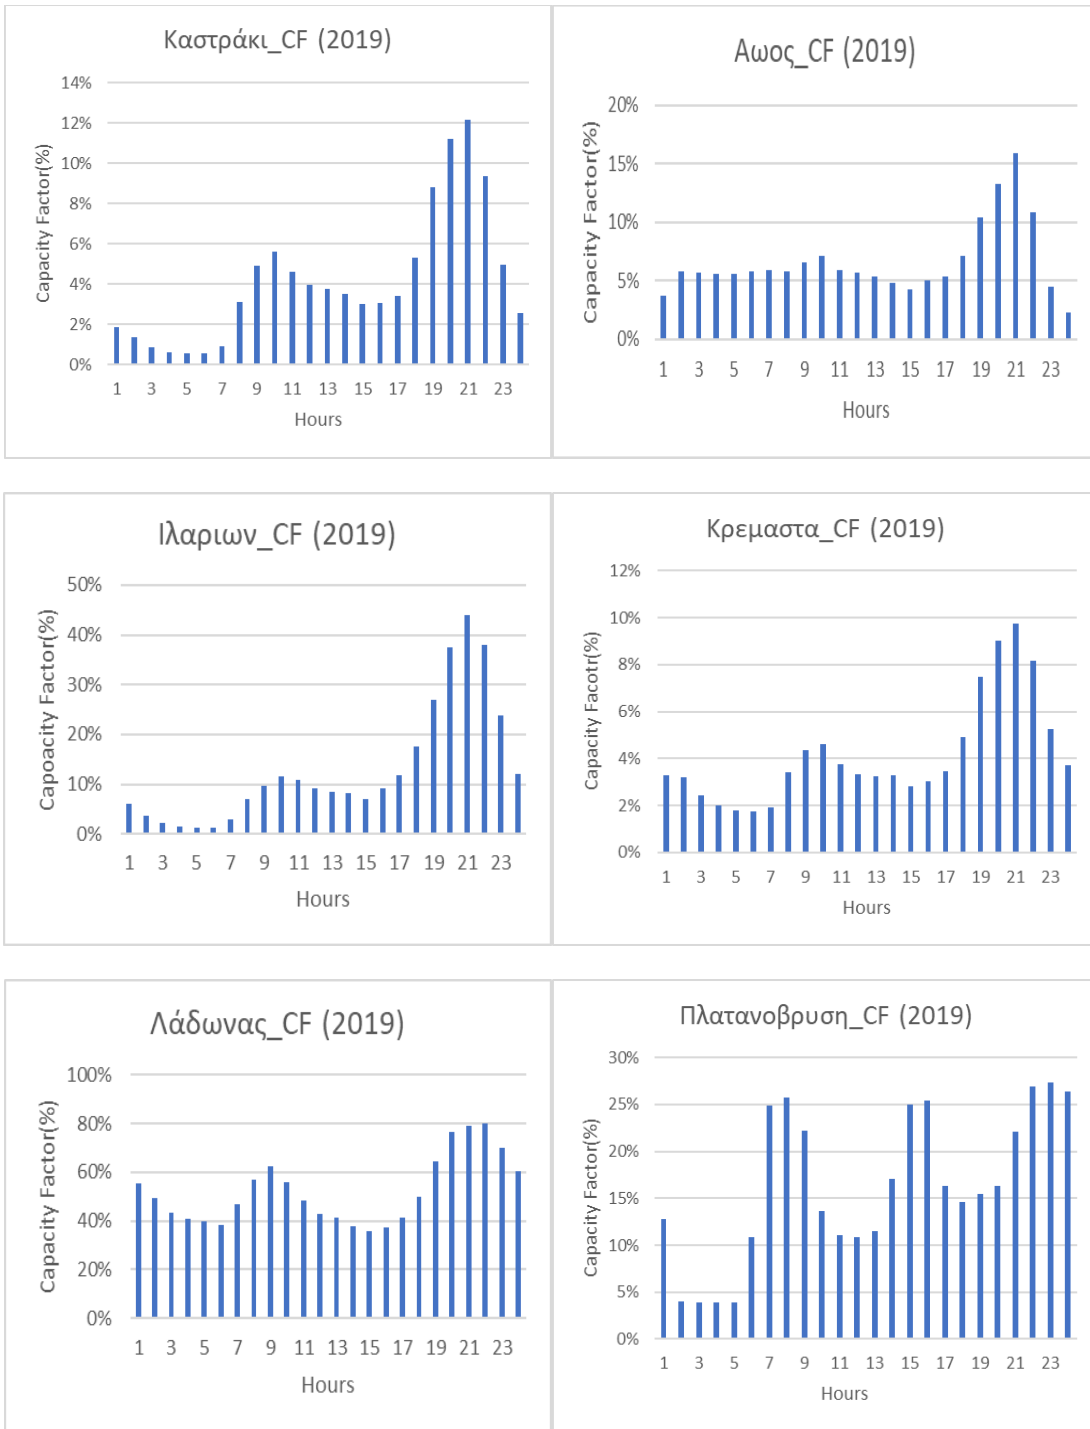 Καστράκι_CF (2019)
14%
12%
10%
8%
6%
4%
2%
0%
Capacity Factor(%)
1 3 5 7 9 11 13 15 17 19 21 23
Hours
Αωος_CF (2019)
20%
15%
10%
5%
0%
Capacity Factor(%)
1 3 5 7 9 11 13 15 17 19 21 23
Hours
Ιλαριων_CF (2019)
50%
40%
30%
20%
10%
0%
Capoacity Factor(%)
1 3 5 7 9 11 13 15 17 19 21 23
Hours
Κρεμαστα_CF (2019)
12%
10%
8%
6%
4%
2%
0%
Capacity Facotr(%)
1 3 5 7 9 11 13 15 17 19 21 23
Hours
Λάδωνας_CF (2019)
100%
80%
60%
40%
20%
0%
Capacity Factor(%)
1 3 5 7 9 11 13 15 17 19 21 23
Hours
Πλατανοβρυση_CF (2019)
30%
25%
20%
15%
10%
5%
0%
Capacity Factor(%)
1 3 5 7 9 11 13 15 17 19 21 23
Hours